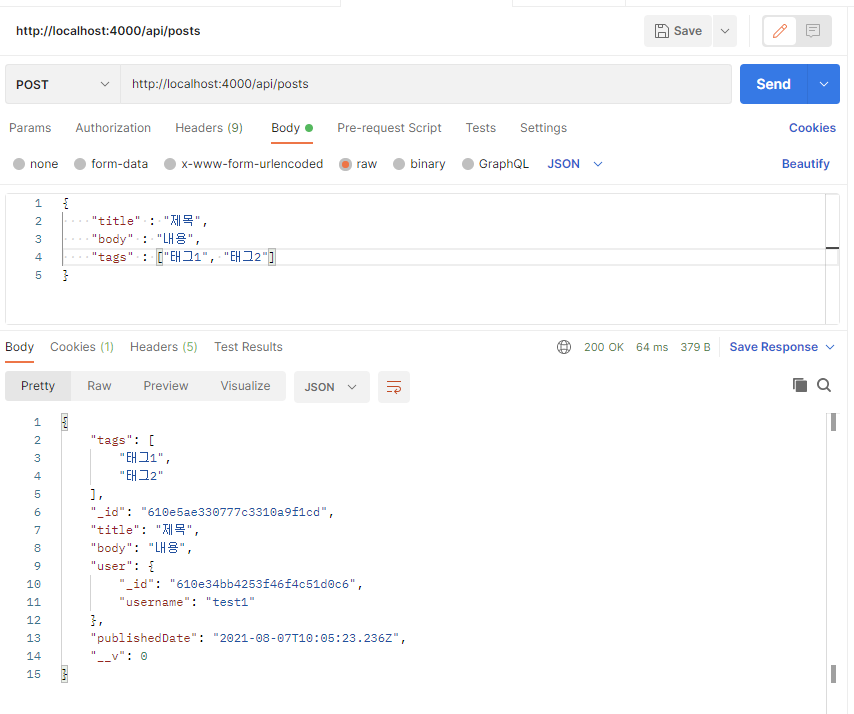 http://localhost:4000/api/posts Save
POST http://localhost:4000/api/posts Send
Params Authorization Headers (9) Body Pre-request Script Tests Settings Cookies
none form-data x-www-form-urlencoded raw binary GraphQL JSON Beautify
1 {
2 ····"title"·:·"제목",
3 ····"body"·:·"내용",
4 ····"tags"·:·["태그1",·"태그2"]
5 }
Body Cookies (1) Headers (5) Test Results 200 OK 64 ms 379 B Save Response
Pretty Raw Preview Visualize JSON
1 {
2 "tags": [
3 "태그1",
4 "태그2"
5 ],
6 "_id": "610e5ae330777c3310a9f1cd",
7 "title": "제목",
8 "body": "내용",
9 "user": {
10 "_id": "610e34bb4253f46f4c51d0c6",
11 "username": "test1"
12 },
13 "publishedDate": "2021-08-07T10:05:23.236Z",
14 "__v": 0
15 }